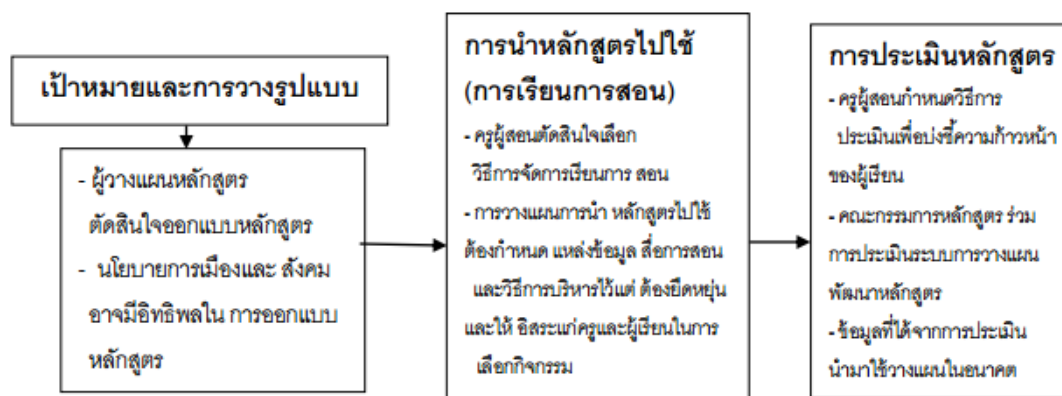 เป้าหมายและการวางรูปแบบ
- ผู้วางแผนหลักสูตร
ตัดสินใจออกแบบหลักสูตร
- นโยบายการเมืองและ สังคม
อาจมีอิทธิพลใน การออกแบบ
หลักสูตร
การนำหลักสูตรไปใช้
(การเรียนการสอน)
- ครูผู้สอนตัดสินใจเลือก
วิธีการจัดการเรียนการ สอน
- การวางแผนการนำ หลักสูตรไปใช้
ต้องกำหนด แหล่งข้อมูล สื่อการสอน
และวิธีการบริหารไว้แต่ ต้องยืดหยุ่น
และให้ อิสระแก่ครูและผู้เรียนในการ
เลือกกิจกรรม
การประเมินหลักสูตร
- ครูผู้สอนกำหนดวิธีการ
ประเมินเพื่อบ่งชี้ความก้าวหน้า
ของผู้เรียน
- คณะกรรมการหลักสูตร ร่วม
การประเมินระบบการวางแผน
พัฒนาหลักสูตร
- ข้อมูลที่ได้จากการประเมิน
นำมาใช้วางแผนในอนาคต